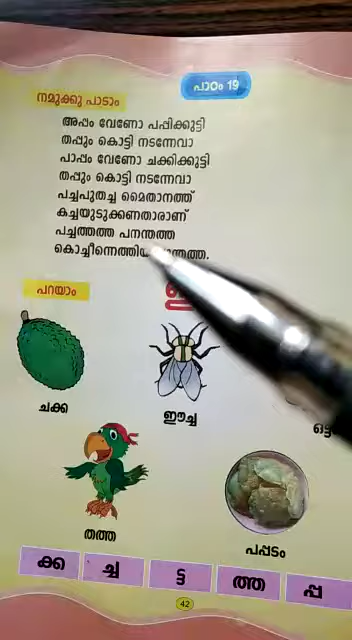 പാഠം 19
നമുക്കു പാടാം
അപ്പം വേണോ പപ്പിക്കുട്ടി
തപ്പും കൊട്ടി നടന്നേവാ
പാപ്പം വേണോ ചക്കിക്കുട്ടി
തപ്പും കൊട്ടി നടന്നേവാ
പച്ചപുതച്ച മൈതാനത്ത്
കച്ചയുടുക്കണതാരാണ്
പച്ചത്തത്ത പനന്തത്ത
കൊച്ചീന്നെത്തിയ
പറയാം
ചക്ക
ഈച്ച
തത്ത
പപ്പടം
ക്ക ച്ച ട്ട ത്ത പ്പ
42